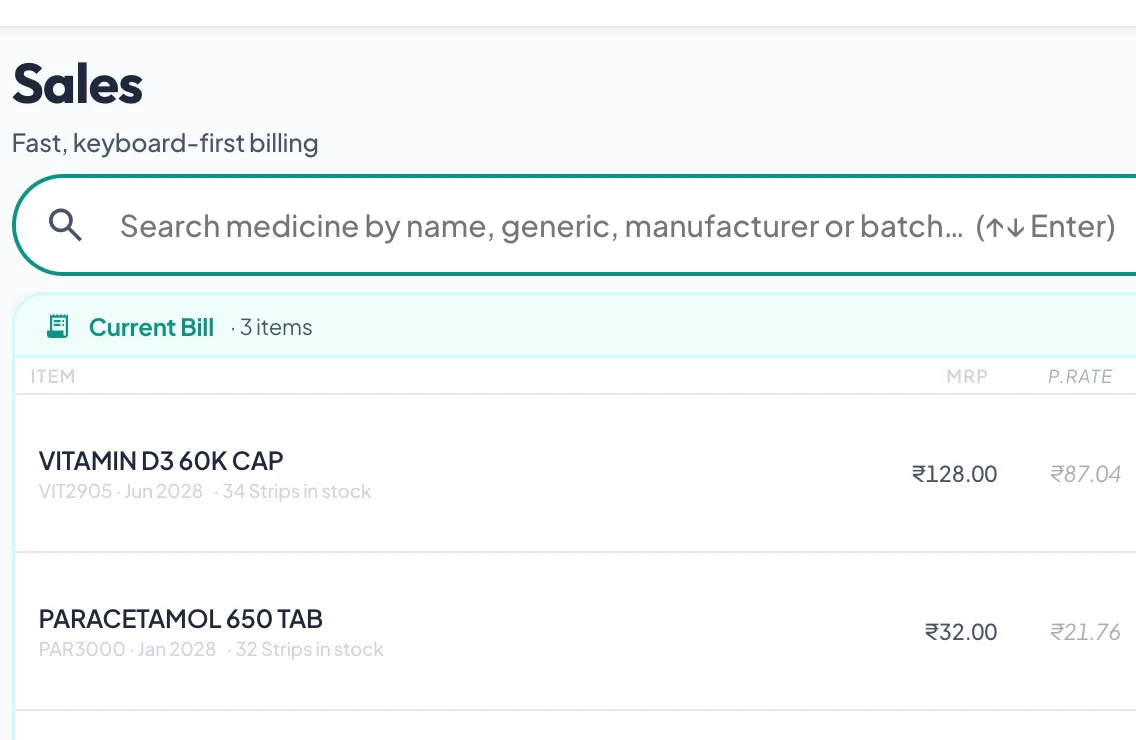 Sales
Fast, keyboard-first billing
Search medicine by name, generic, manufacturer or batch... (↑↓ Enter)
Current Bill · 3 items
ITEM MRP P.RATE
VITAMIN D3 60K CAP
₹128.00 ₹87.04
VIT2905 · Jun 2028 · 34 Strips in stock
PARACETAMOL 650 TAB
₹32.00 ₹21.76
PAR3000 · Jan 2028 · 32 Strips in stock